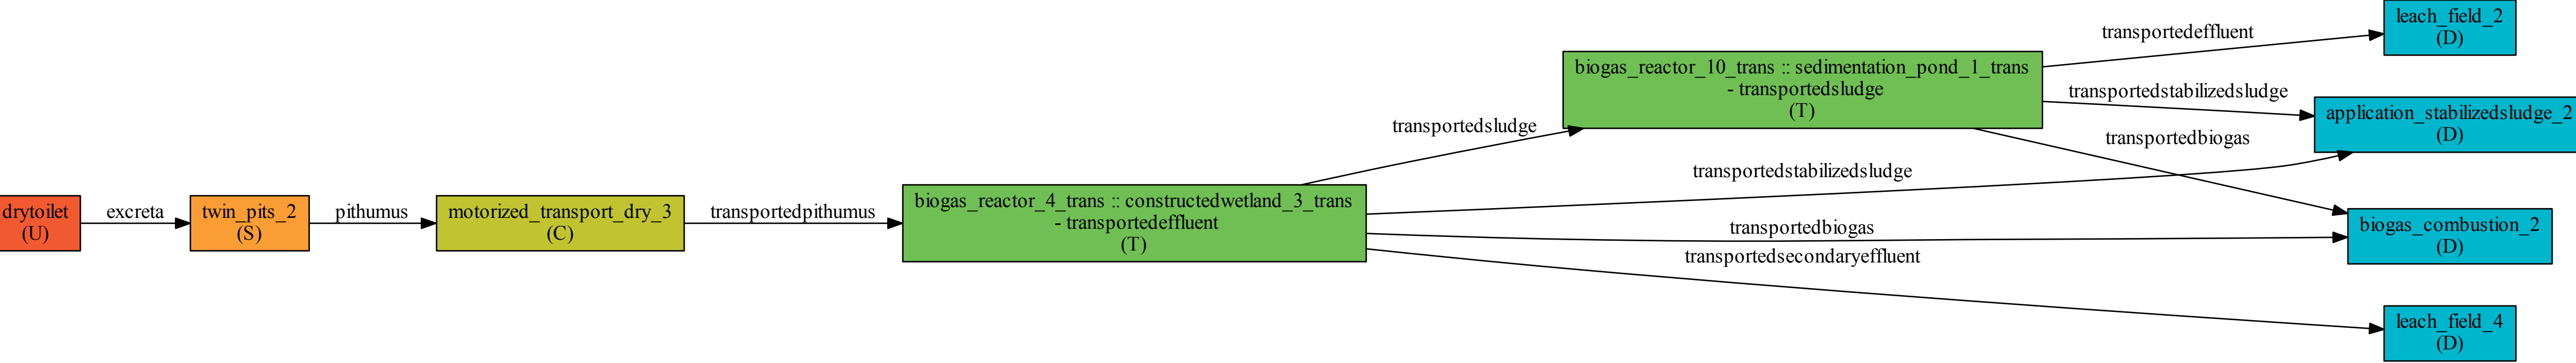 drytoilet
(U)
excreta
twin_pits_2
(S)
pithumus
motorized_transport_dry_3
(C)
transportedpithumus
biogas_reactor_4_trans :: constructedwetland_3_trans
- transportedeffluent
(T)
transportedsludge
biogas_reactor_10_trans :: sedimentation_pond_1_trans
- transportedsludge
(T)
transportedeffluent
transportedstabilizedsludge
transportedbiogas
transportedstabilizedsludge
transportedbiogas
transportedsecondaryeffluent
leach_field_2
(D)
application_stabilizedsludge_2
(D)
biogas_combustion_2
(D)
leach_field_4
(D)